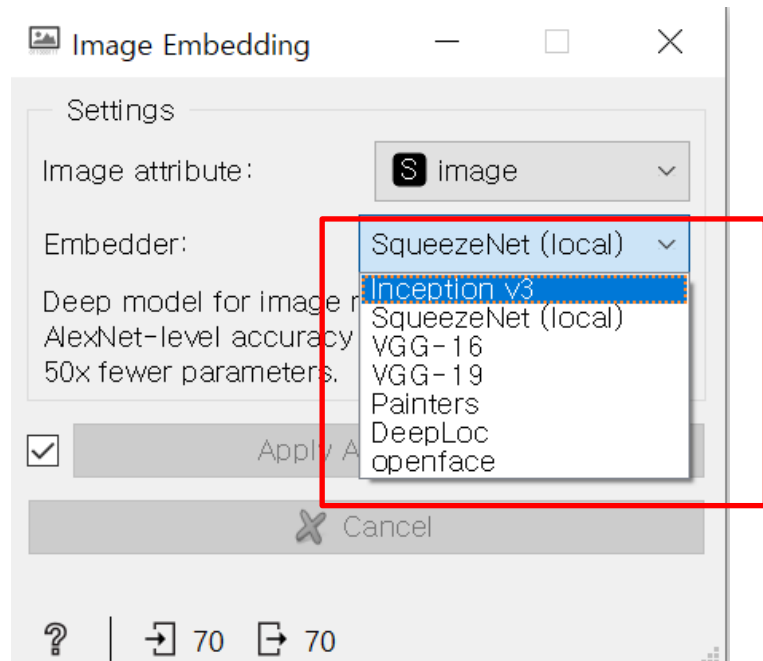 Image Embedding
Settings
Image attribute:
S image
Embedder:
SqueezeNet (local)
Inception v3
SqueezeNet (local)
VGG-16
VGG-19
Painters
DeepLoc
openface
Deep model for image r
AlexNet-level accuracy
50x fewer parameters.
Apply A
Cancel
? 70 70